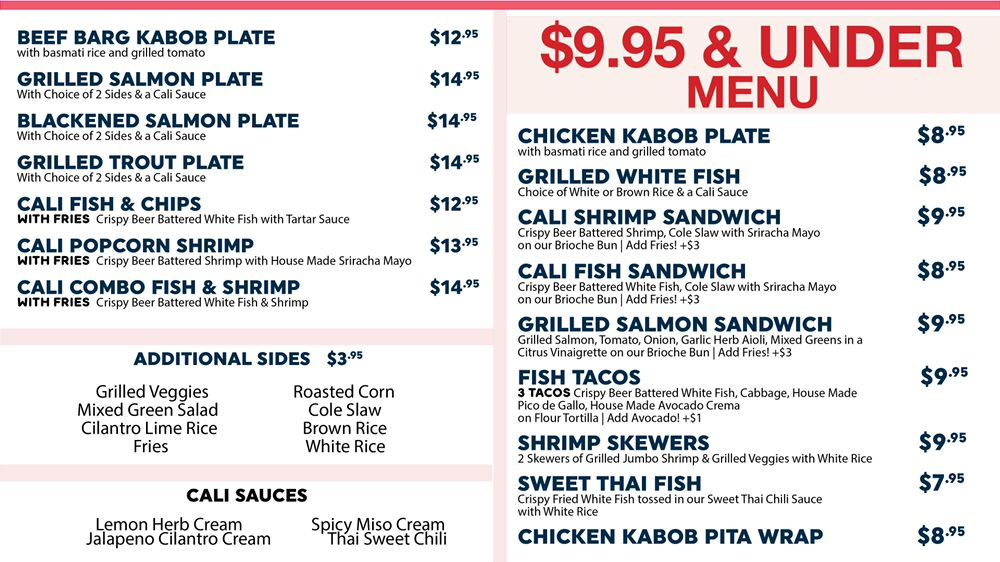 BEEF BARG KABOB PLATE $12.95
with basmati rice and grilled tomato
GRILLED SALMON PLATE $14.95
With Choice of 2 Sides & a Cali Sauce
BLACKENED SALMON PLATE $14.95
With Choice of 2 Sides & a Cali Sauce
GRILLED TROUT PLATE $14.95
With Choice of 2 Sides & a Cali Sauce
CALI FISH & CHIPS $12.95
WITH FRIES Crispy Beer Battered White Fish with Tartar Sauce
CALI POPCORN SHRIMP $13.95
WITH FRIES Crispy Beer Battered Shrimp with House Made Sriracha Mayo
CALI COMBO FISH & SHRIMP $14.95
WITH FRIES Crispy Beer Battered White Fish & Shrimp
ADDITIONAL SIDES $3.95
Grilled Veggies Roasted Corn
Mixed Green Salad Cole Slaw
Cilantro Lime Rice Brown Rice
Fries White Rice
CALI SAUCES
Lemon Herb Cream Spicy Miso Cream
Jalapeno Cilantro Cream Thai Sweet Chili
$9.95 & UNDER
MENU
CHICKEN KABOB PLATE $8.95
with basmati rice and grilled tomato
GRILLED WHITE FISH $8.95
Choice of White or Brown Rice & a Cali Sauce
CALI SHRIMP SANDWICH $9.95
Crispy Beer Battered Shrimp, Cole Slaw with Sriracha Mayo
on our Brioche Bun | Add Fries! +$3
CALI FISH SANDWICH $8.95
Crispy Beer Battered White Fish, Cole Slaw with Sriracha Mayo
on our Brioche Bun | Add Fries! +$3
GRILLED SALMON SANDWICH $9.95
Grilled Salmon, Tomato, Onion, Garlic Herb Aioli, Mixed Greens in a
Citrus Vinaigrette on our Brioche Bun | Add Fries! +$3
FISH TACOS $9.95
3 TACOS Crispy Beer Battered White Fish, Cabbage, House Made
Pico de Gallo, House Made Avocado Crema
on Flour Tortilla | Add Avocado! +$1
SHRIMP SKEWERS $9.95
2 Skewers of Grilled Jumbo Shrimp & Grilled Veggies with White Rice
SWEET THAI FISH $7.95
Crispy Fried White Fish tossed in our Sweet Thai Chili Sauce
with White Rice
CHICKEN KABOB PITA WRAP $8.95